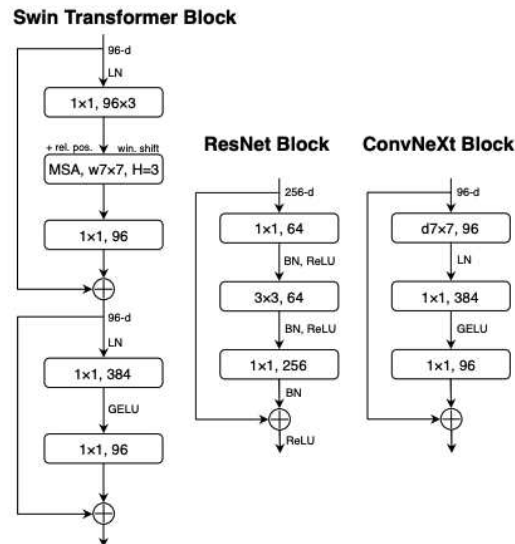 Swin Transformer Block
96-d
LN
1×1, 96×3
+ rel. pos. win. shift
MSA, w7×7, H=3
1×1, 96
96-d
LN
1×1, 384
GELU
1×1, 96
ResNet Block
256-d
1×1, 64
BN, ReLU
3×3, 64
BN, ReLU
1×1, 256
BN
ReLU
ConvNeXt Block
96-d
d7×7, 96
LN
1×1, 384
GELU
1×1, 96